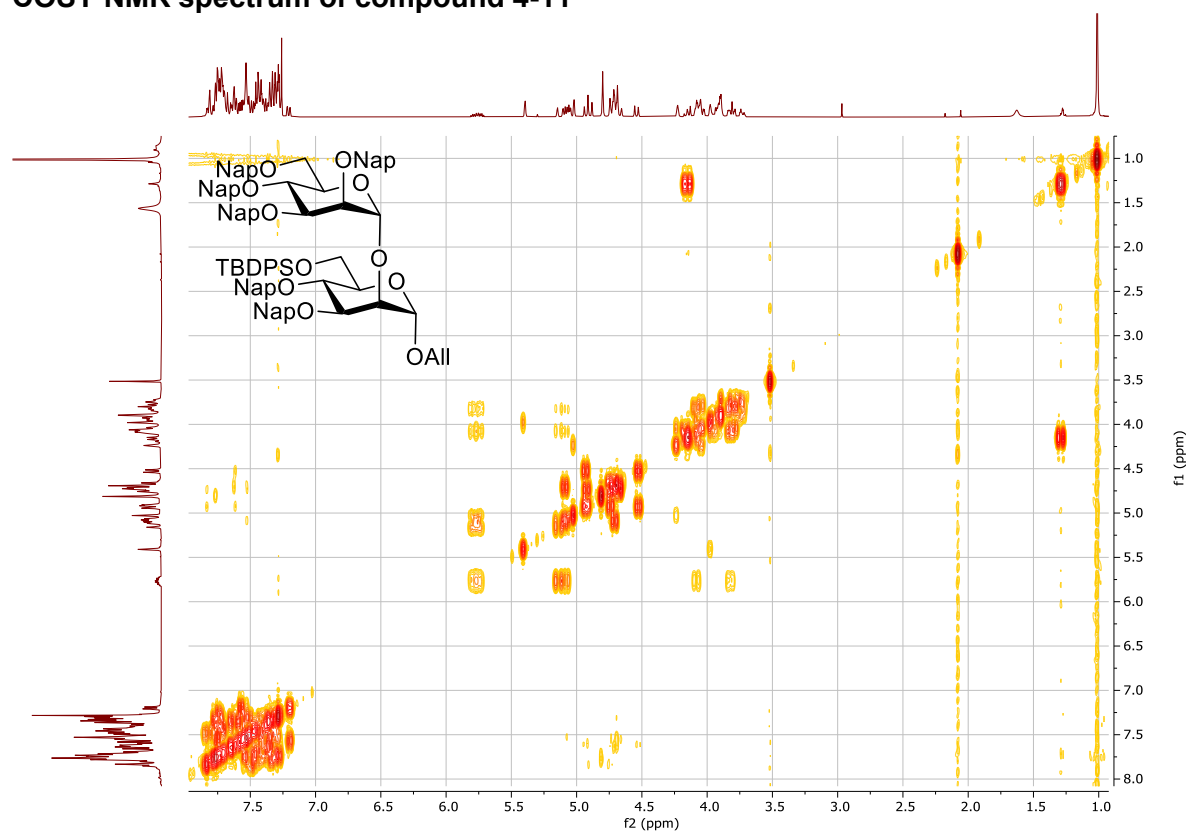 COSY NMR spectrum of compound 4-11
NapO
ONap
NapO
O
NapO
O
TBDPSO
NapO
O
NapO
OAll
1.0
1.5
2.0
2.5
3.0
3.5
4.0
4.5
5.0
5.5
6.0
6.5
7.0
7.5
8.0
f1 (ppm)
7.5 7.0 6.5 6.0 5.5 5.0 4.5 4.0 3.5 3.0 2.5 2.0 1.5 1.0
f2 (ppm)